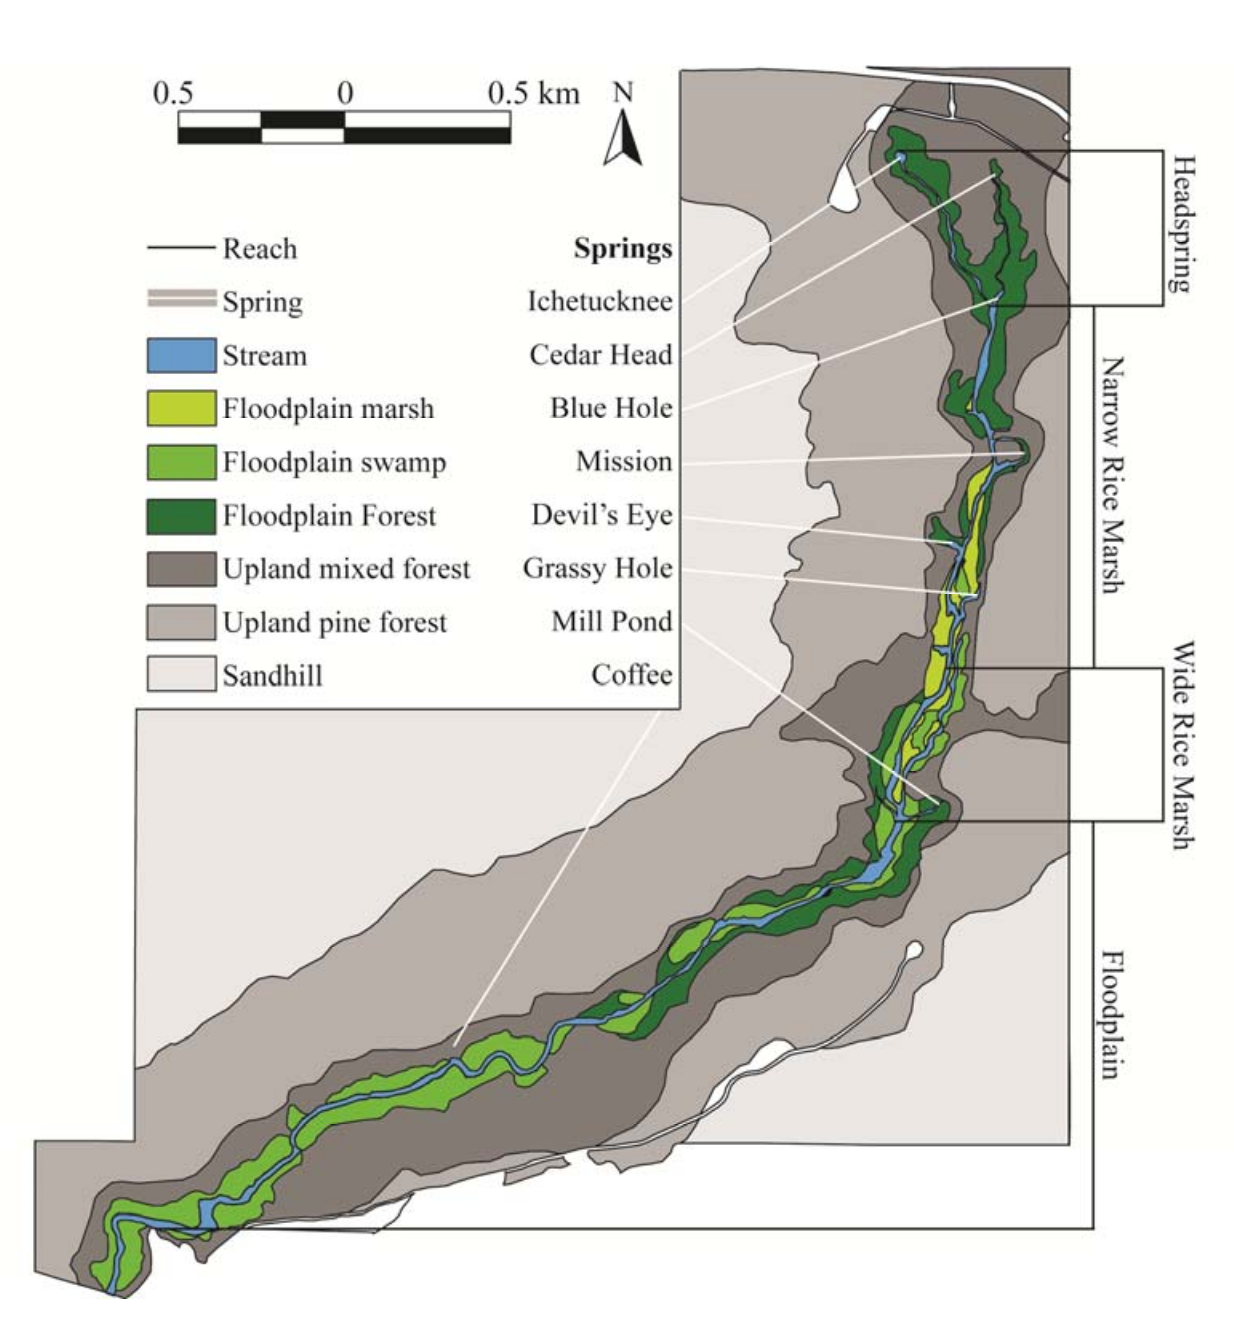 0.5 0 0.5 km N
Reach
Spring
Stream
Floodplain marsh
Floodplain swamp
Floodplain Forest
Upland mixed forest
Upland pine forest
Sandhill
Springs
Ichetucknee
Cedar Head
Blue Hole
Mission
Devil’s Eye
Grassy Hole
Mill Pond
Coffee
Headspring
Narrow Rice Marsh
Wide Rice Marsh
Floodplain